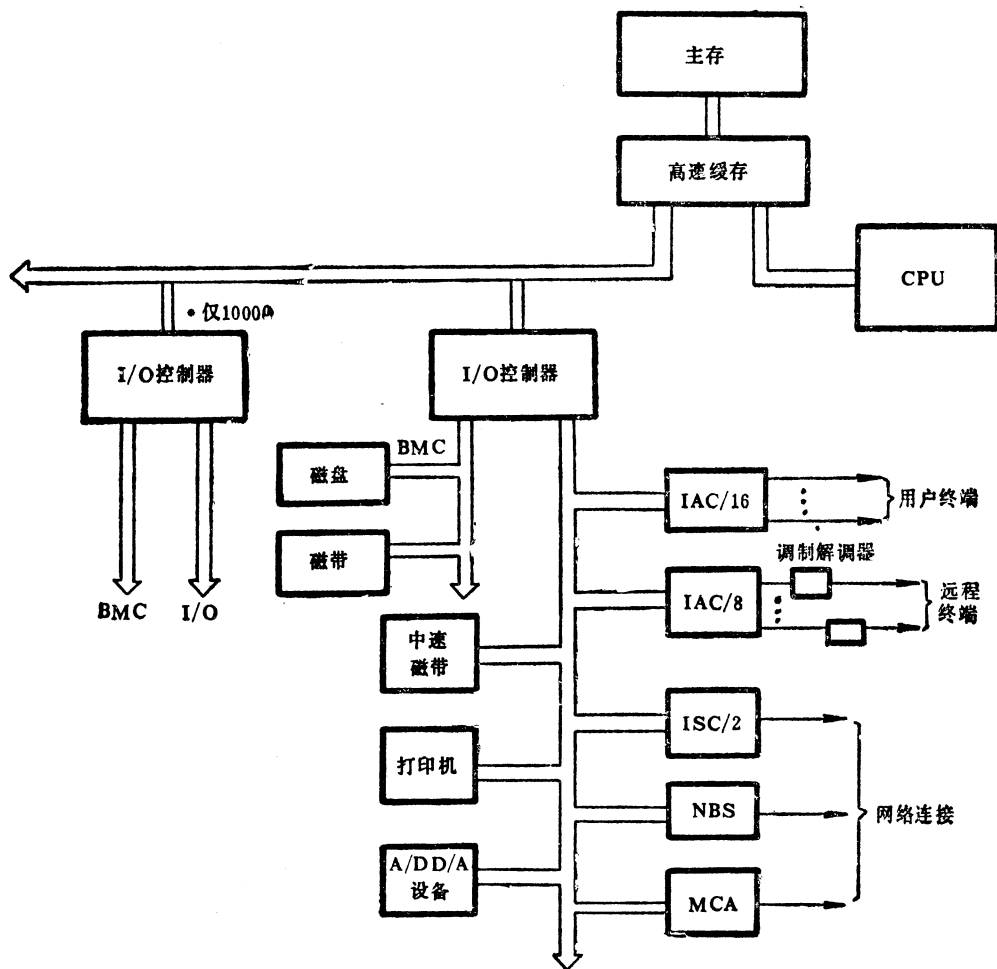 主存
高速缓存
CPU
•仅10000
I/O控制器
I/O控制器
BMC
磁盘
IAC/16
用户终端
调制解调器
磁带
IAC/8
远程
终端
BMC
I/O
中速
磁带
ISC/2
打印机
NBS
网络连接
A/DD/A
设备
MCA